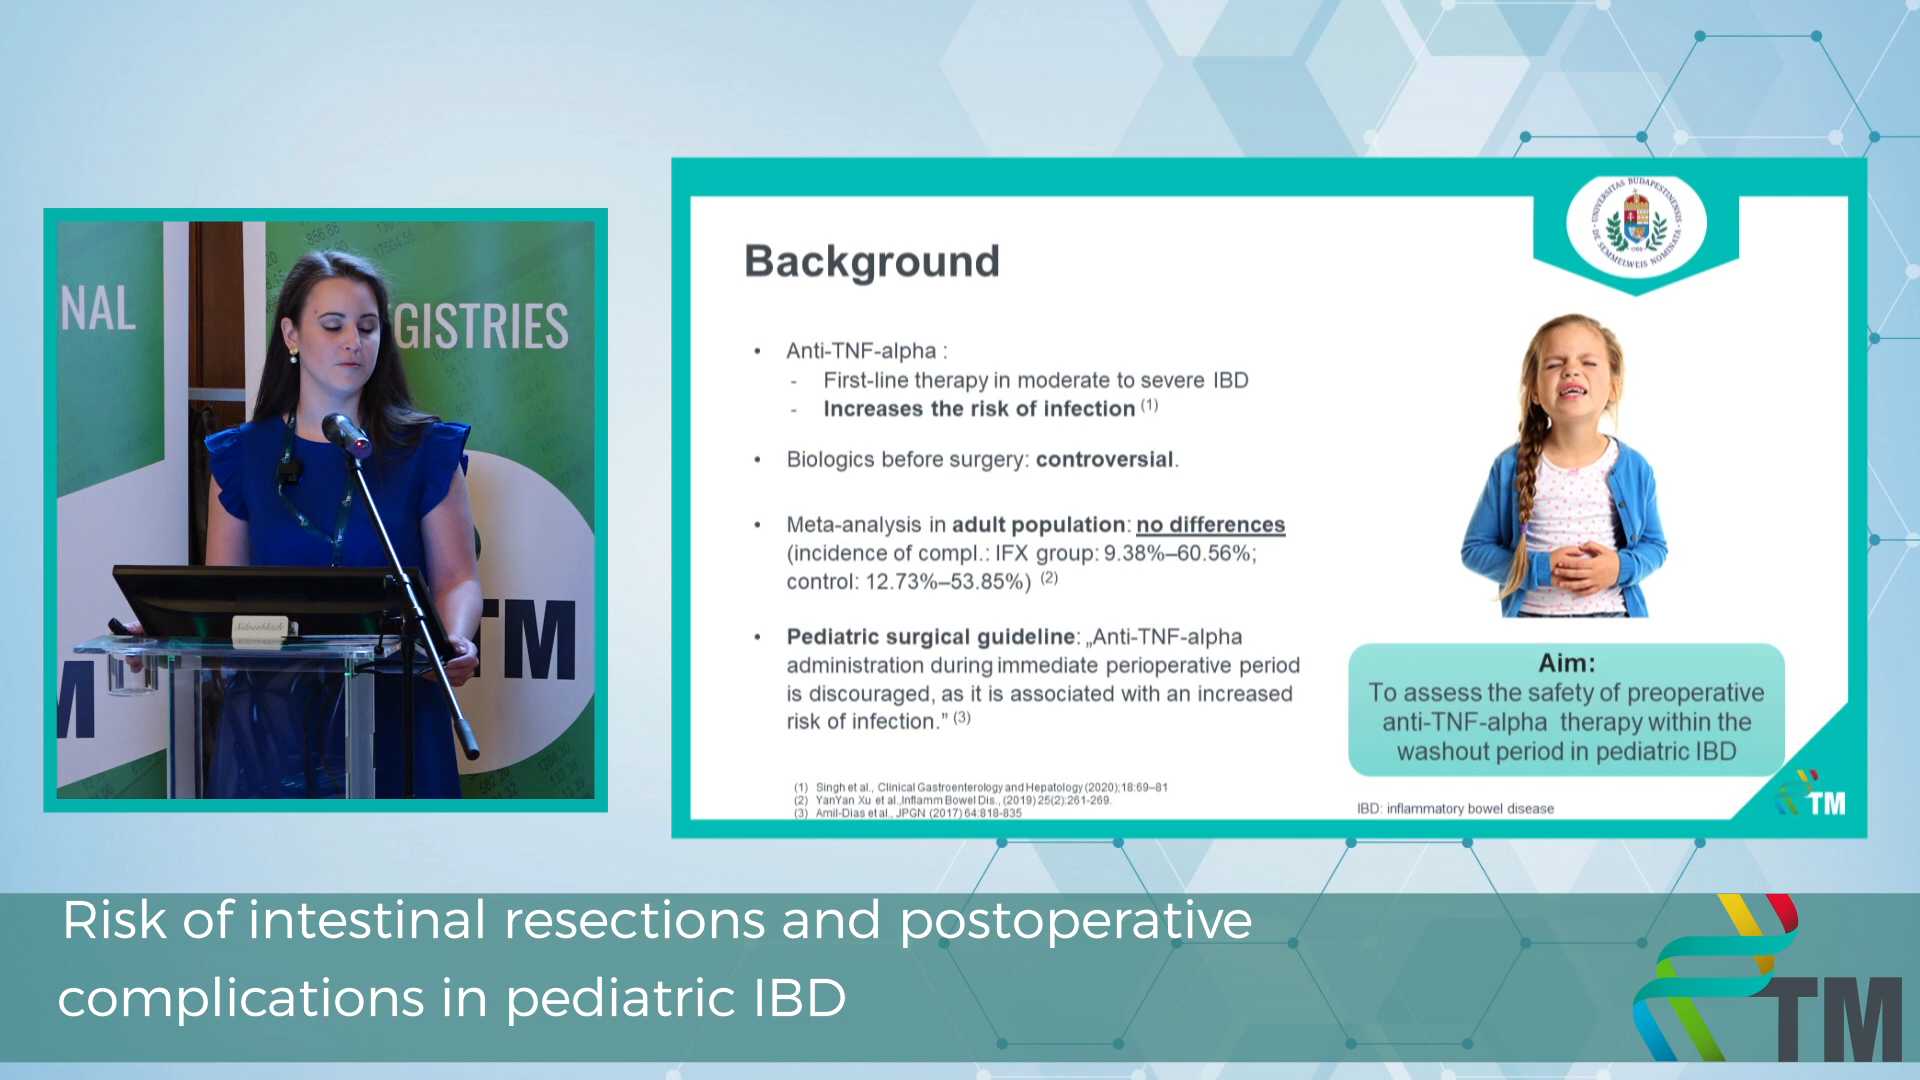 NAL
GISTRIES
TM
M
Silverblade
Background
UNIVERSITAS BUDAPESTINENSIS
DE SEMMELWEIS NOMINATA
• Anti-TNF-alpha :
- First-line therapy in moderate to severe IBD
- Increases the risk of infection (1)
• Biologics before surgery: controversial.
• Meta-analysis in adult population: no differences
(incidence of compl.: IFX group: 9.38%–60.56%;
control: 12.73%–53.85%) (2)
• Pediatric surgical guideline: „Anti-TNF-alpha
administration during immediate perioperative period
is discouraged, as it is associated with an increased
risk of infection.” (3)
Aim:
To assess the safety of preoperative
anti-TNF-alpha therapy within the
washout period in pediatric IBD
(1) Singh et al., Clinical Gastroenterology and Hepatology (2020);18:69–81
(2) YanYan Xu et al.,Inflamm Bowel Dis., (2019) 25(2):261-269.
(3) Amil-Dias et al., JPGN (2017) 64:818-835
IBD: inflammatory bowel disease
TM
Risk of intestinal resections and postoperative
complications in pediatric IBD
TM